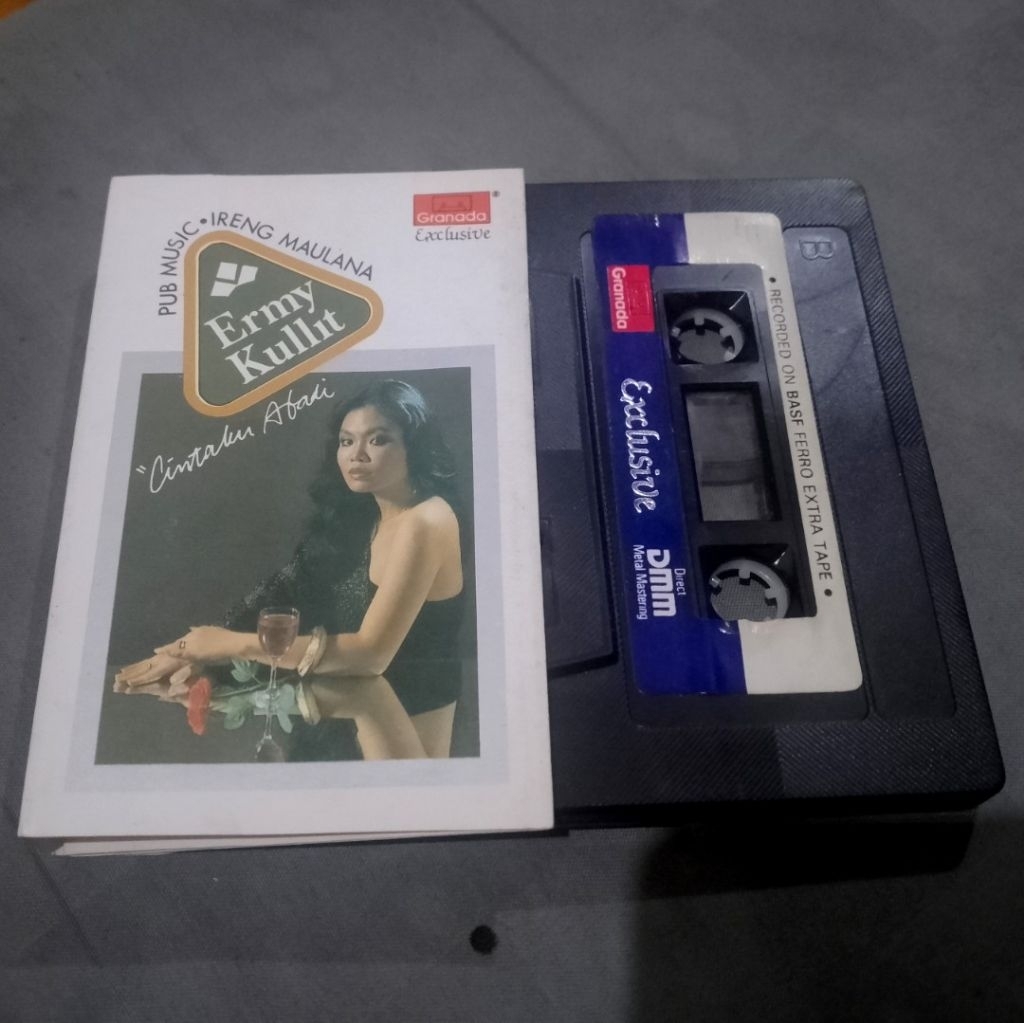 PUB MUSIC • IRENG MAULANA
Granada
Exclusive
Ermy
Kullit
"Cintaku Abadi
B
Granada
Exclusive
Direct
DMM
Metal Mastering
• RECORDED ON BASF FERRO EXTRA TAPE •